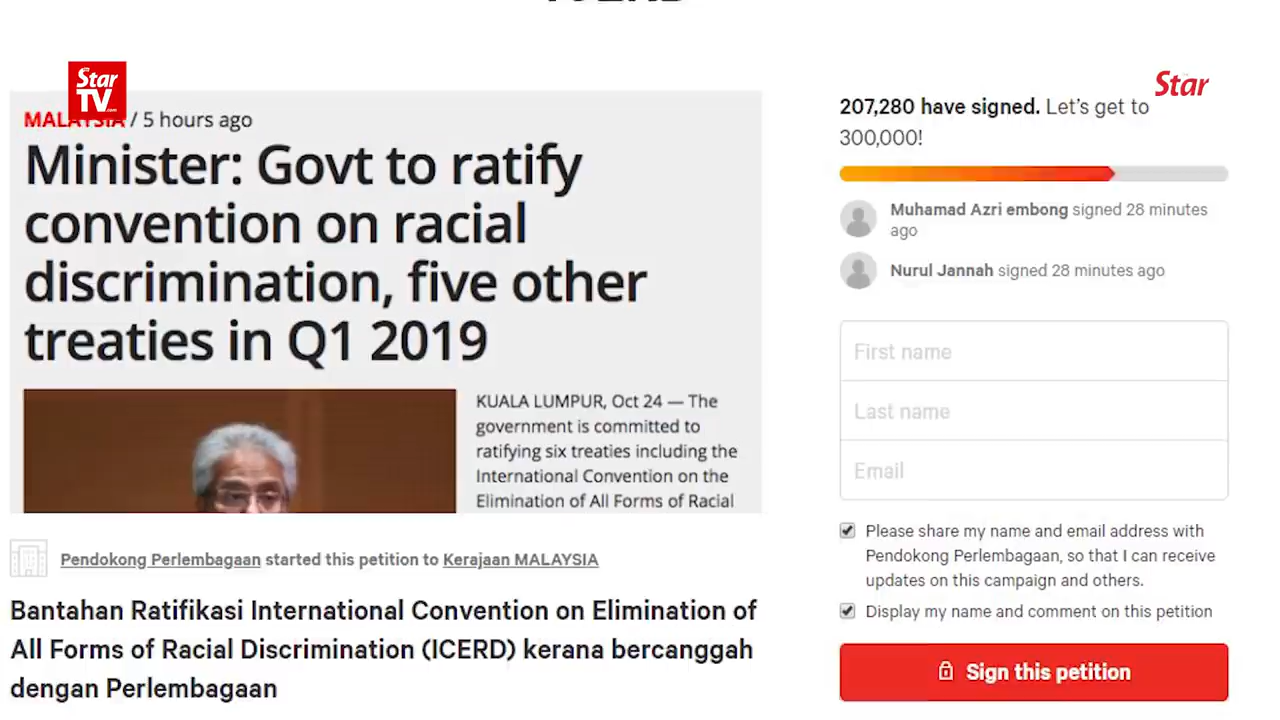 Star
TV.com
Star
MALAYSIA / 5 hours ago
Minister: Govt to ratify
convention on racial
discrimination, five other
treaties in Q1 2019
KUALA LUMPUR, Oct 24 — The
government is committed to
ratifying six treaties including the
International Convention on the
Elimination of All Forms of Racial
Pendokong Perlembagaan started this petition to Kerajaan MALAYSIA
Bantahan Ratifikasi International Convention on Elimination of
All Forms of Racial Discrimination (ICERD) kerana bercanggah
dengan Perlembagaan
207,280 have signed. Let's get to
300,000!
Muhamad Azri embong signed 28 minutes
ago
Nurul Jannah signed 28 minutes ago
First name
Last name
Email
Please share my name and email address with
Pendokong Perlembagaan, so that I can receive
updates on this campaign and others.
Display my name and comment on this petition
Sign this petition